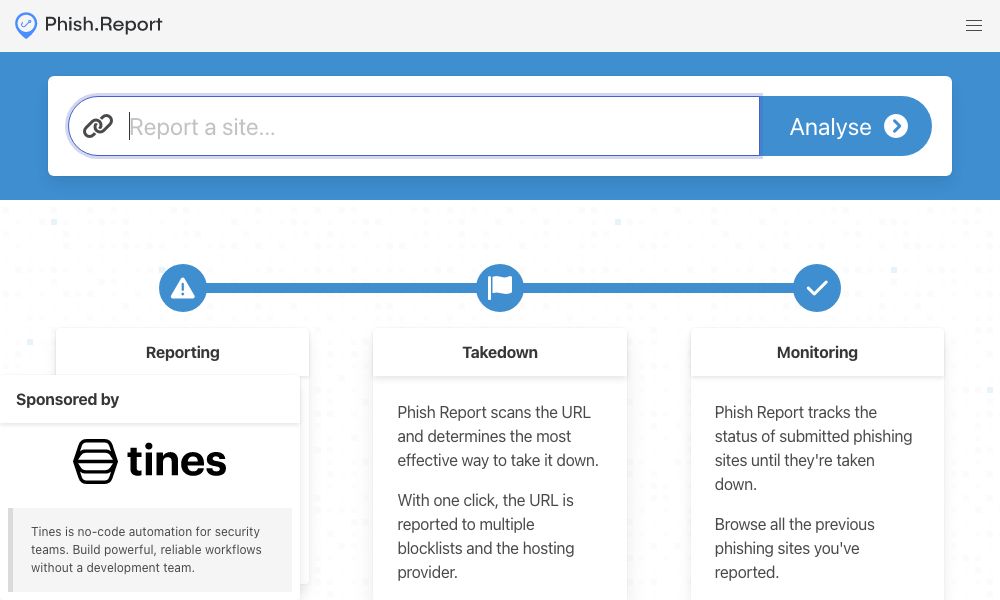 Phish.Report
Report a site...
Analyse
Reporting
Sponsored by
tines
Tines is no-code automation for security
teams. Build powerful, reliable workflows
without a development team.
Takedown
Phish Report scans the URL
and determines the most
effective way to take it down.
With one click, the URL is
reported to multiple
blocklists and the hosting
provider.
Monitoring
Phish Report tracks the
status of submitted phishing
sites until they're taken
down.
Browse all the previous
phishing sites you've
reported.